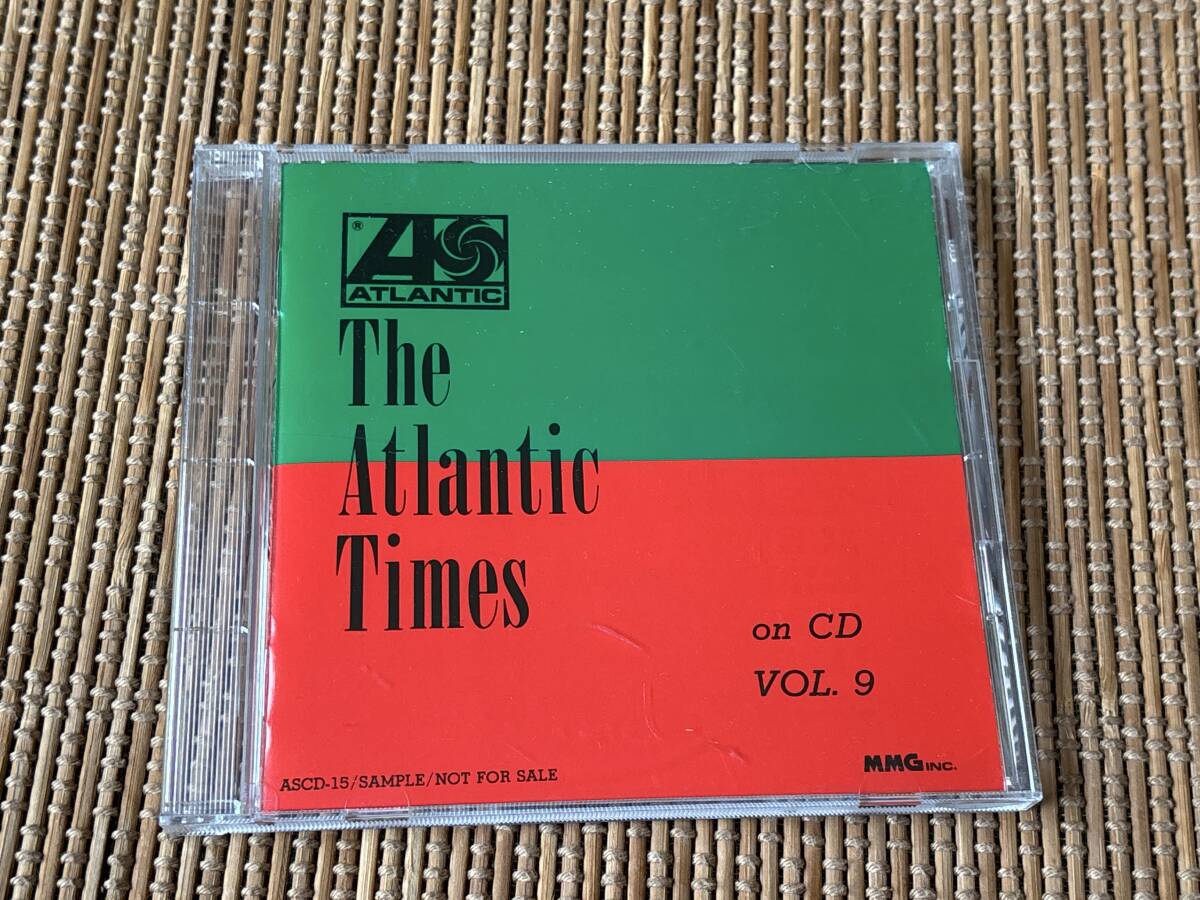 ®
ATLANTIC
The
Atlantic
Times
on CD
VOL. 9
ASCD-15/SAMPLE/NOT FOR SALE
MMG INC.